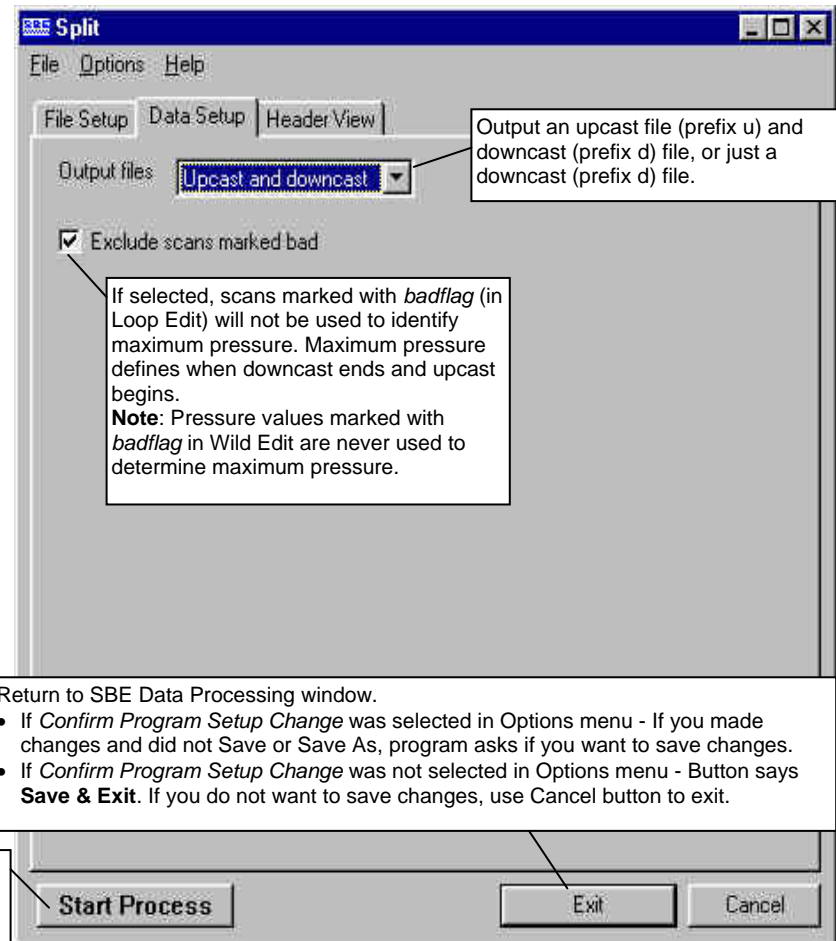 SBE Split
File Options Help
File Setup Data Setup Header View
Output an upcast file (prefix u) and
downcast (prefix d) file, or just a
downcast (prefix d) file.
Output files Upcast and downcast
Exclude scans marked bad
If selected, scans marked with badflag (in
Loop Edit) will not be used to identify
maximum pressure. Maximum pressure
defines when downcast ends and upcast
begins.
Note: Pressure values marked with
badflag in Wild Edit are never used to
determine maximum pressure.
Return to SBE Data Processing window.
• If Confirm Program Setup Change was selected in Options menu - If you made
changes and did not Save or Save As, program asks if you want to save changes.
• If Confirm Program Setup Change was not selected in Options menu - Button says
Save & Exit. If you do not want to save changes, use Cancel button to exit.
Start Process Exit Cancel